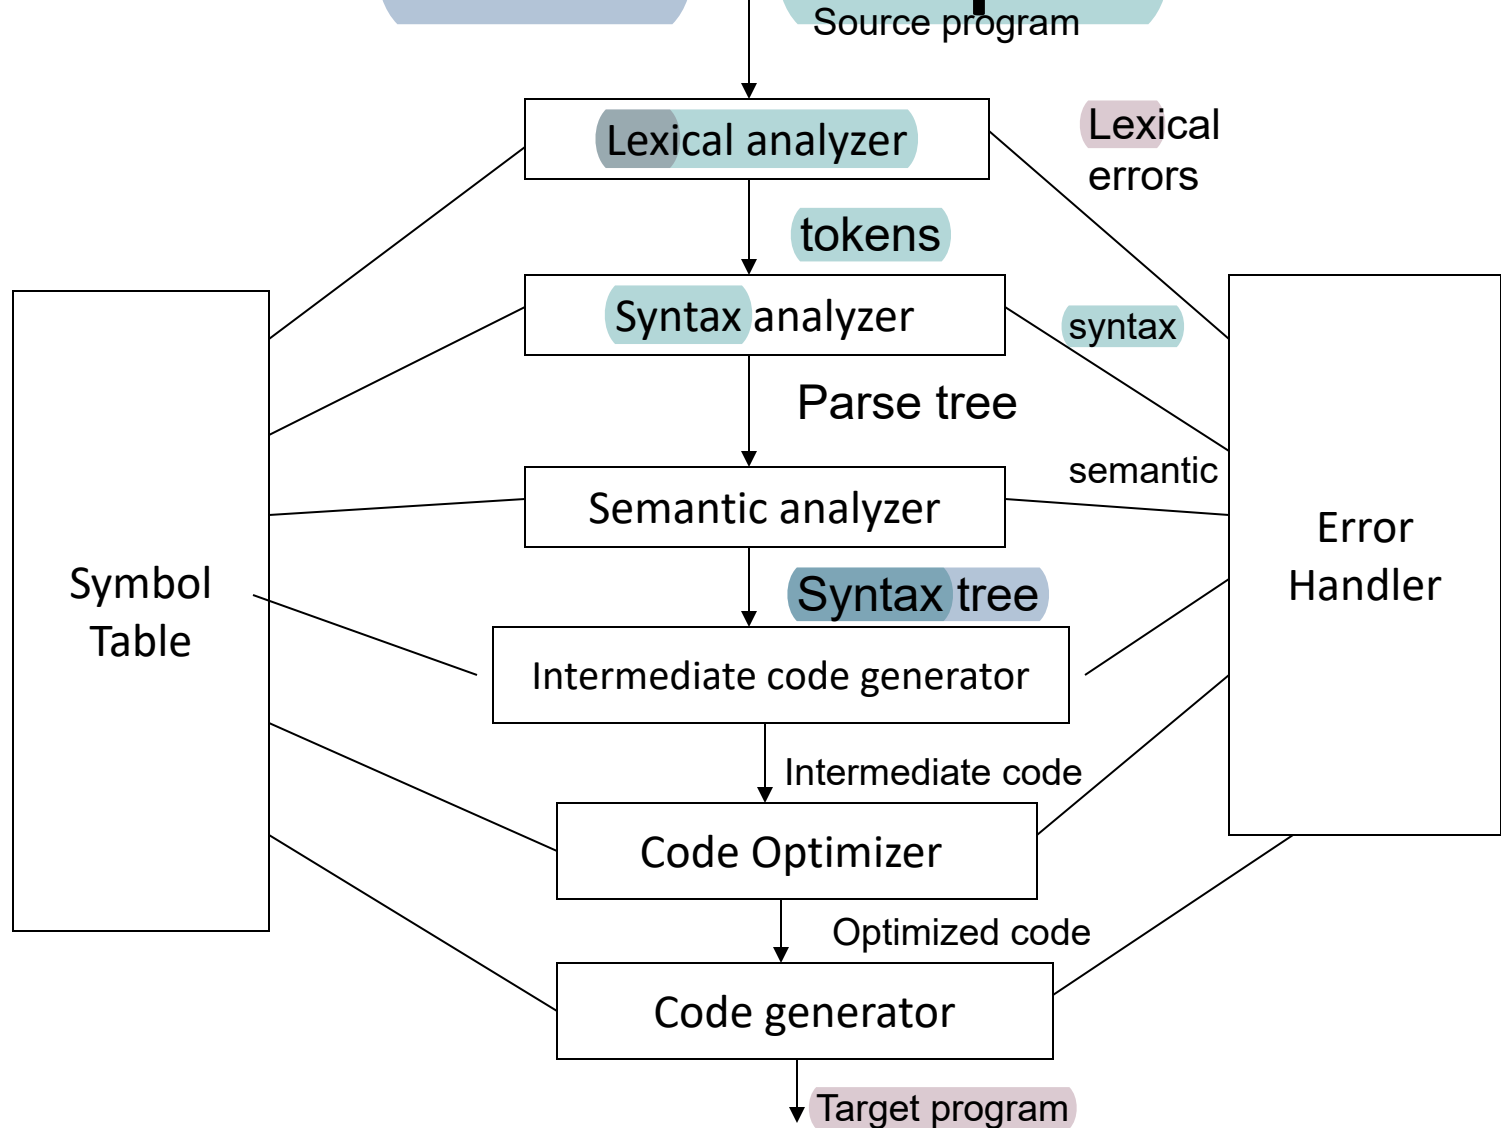 Source program
Lexical analyzer
Lexical
errors
tokens
Syntax analyzer
syntax
Parse tree
semantic
Semantic analyzer
Error
Handler
Symbol
Table
Syntax tree
Intermediate code generator
Intermediate code
Code Optimizer
Optimized code
Code generator
Target program